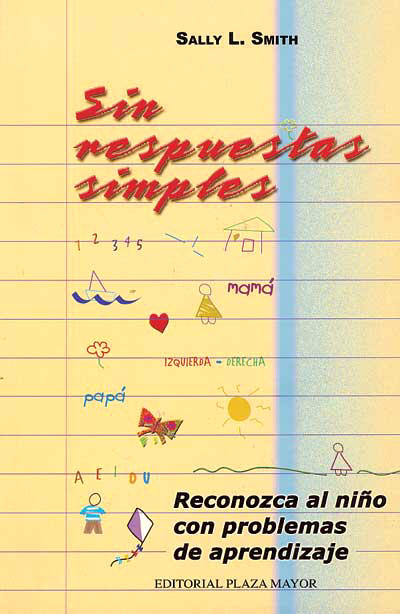 SALLY L. SMITH
Sin
respuestas
simples
1 2 3 4 5
mamá
IZQUIERDA - DERECHA
papá
A E I O U
Reconozca al niño
con problemas
de aprendizaje
EDITORIAL PLAZA MAYOR